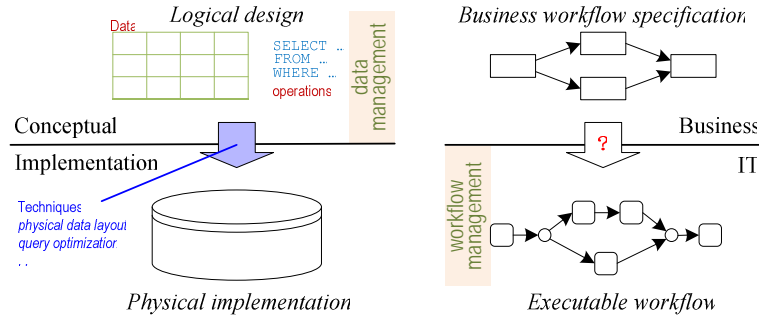 Logical design
Data
SELECT …
FROM …
WHERE …
operations
data
management
Conceptual
Implementation
Techniques
physical data layout
query optimization
. .
Physical implementation
Business workflow specification
?
Business
IT
workflow
management
Executable workflow